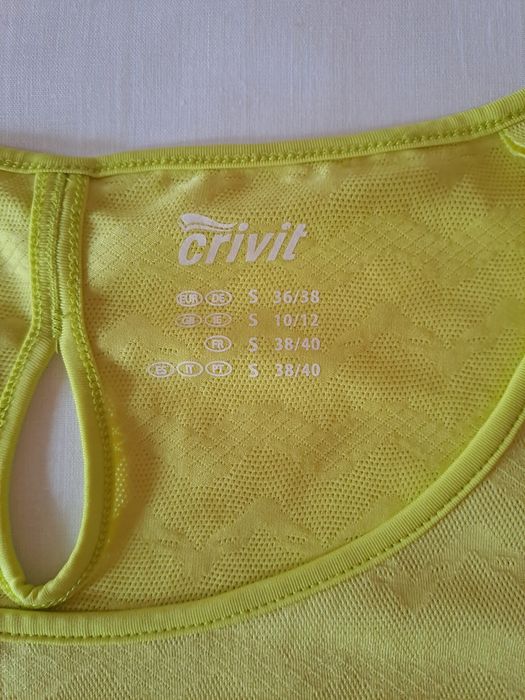 crivit
EUR DE S 36/38
GB IE S 10/12
FR S 38/40
ES IT PT S 38/40